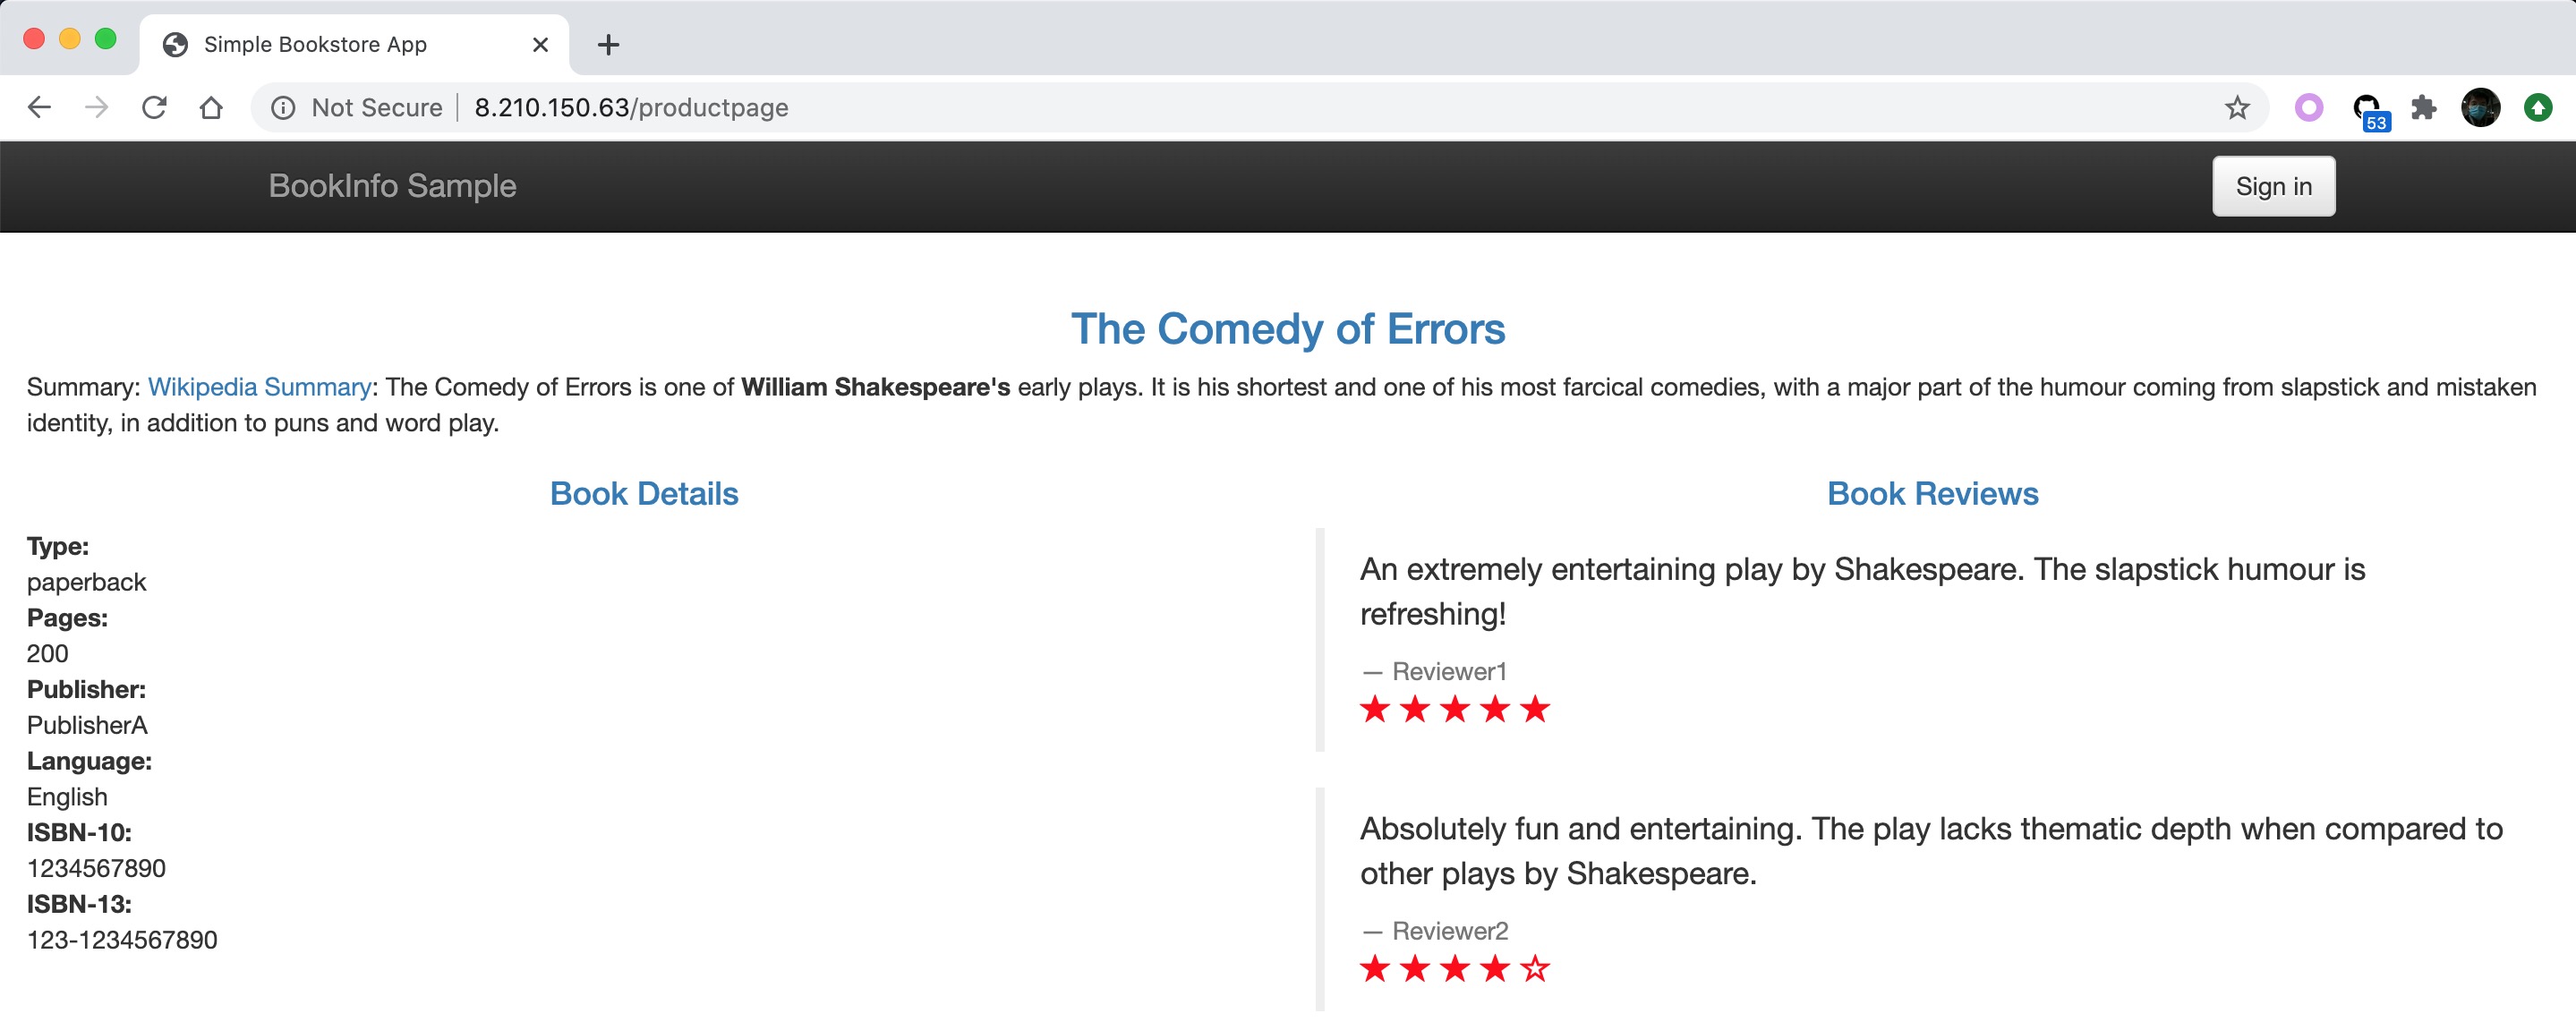 Simple Bookstore App
Not Secure 8.210.150.63/productpage
53
BookInfo Sample
Sign in
The Comedy of Errors
Summary: Wikipedia Summary: The Comedy of Errors is one of William Shakespeare's early plays. It is his shortest and one of his most farcical comedies, with a major part of the humour coming from slapstick and mistaken
identity, in addition to puns and word play.
Book Details
Type:
paperback
Pages:
200
Publisher:
PublisherA
Language:
English
ISBN-10:
1234567890
ISBN-13:
123-1234567890
Book Reviews
An extremely entertaining play by Shakespeare. The slapstick humour is
refreshing!
— Reviewer1
Absolutely fun and entertaining. The play lacks thematic depth when compared to
other plays by Shakespeare.
— Reviewer2